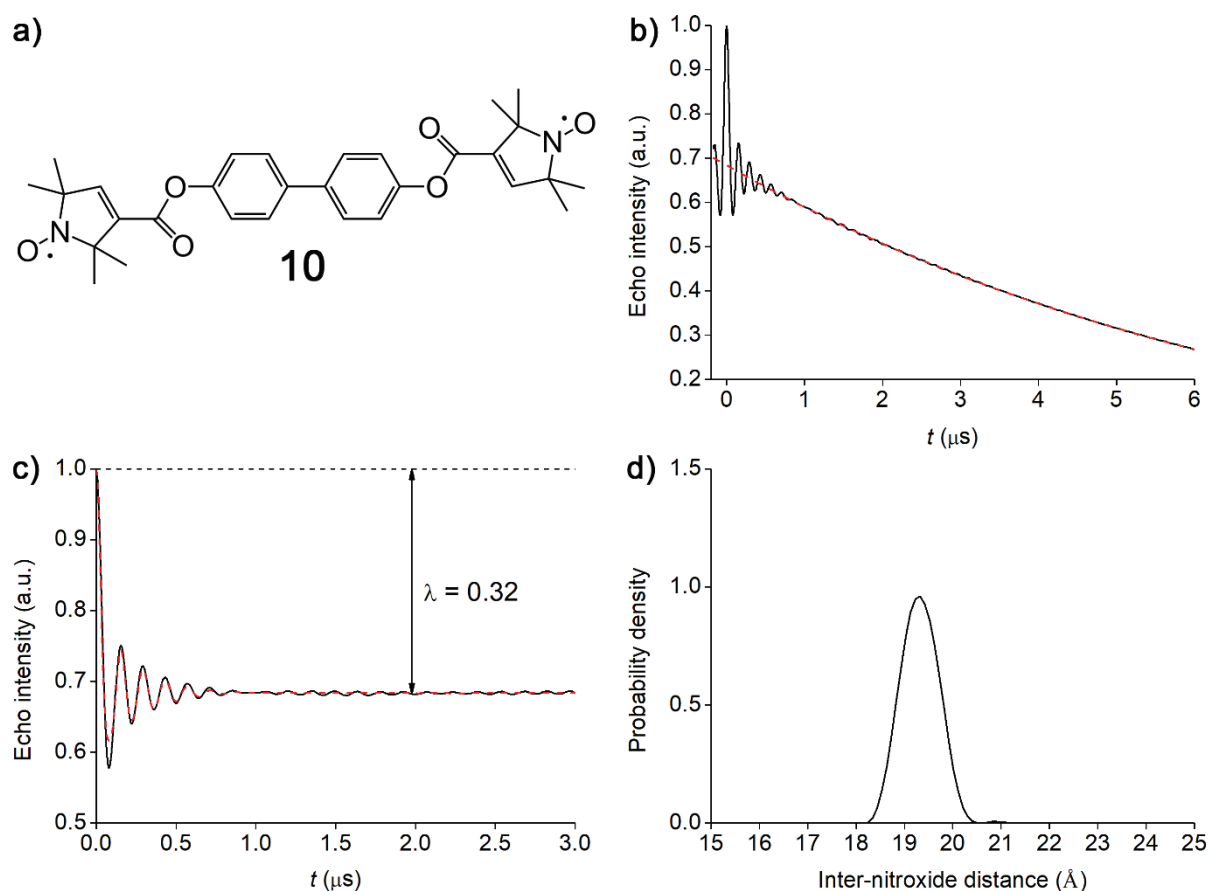 a)
O
N
O
O
O
O
N
O
10
b)
1.0
0.9
0.8
0.7
0.6
0.5
0.4
0.3
0.2
Echo intensity (a.u.)
0 1 2 3 4 5 6
t (μs)
c)
1.0
0.9
0.8
0.7
0.6
0.5
Echo intensity (a.u.)
λ = 0.32
0.0 0.5 1.0 1.5 2.0 2.5 3.0
t (μs)
d)
1.5
1.0
0.5
0.0
Probability density
15 16 17 18 19 20 21 22 23 24 25
Inter-nitroxide distance (Å)